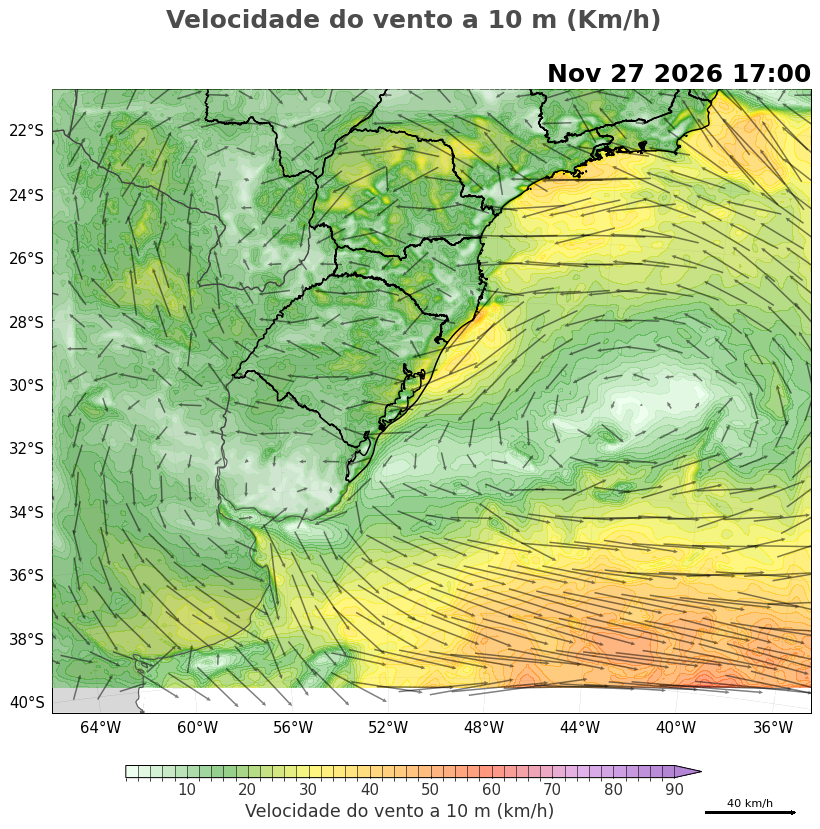 Velocidade do vento a 10 m (Km/h)
Nov 27 2026 17:00
22°S
24°S
26°S
28°S
30°S
32°S
34°S
36°S
38°S
40°S
64°W 60°W 56°W 52°W 48°W 44°W 40°W 36°W
10 20 30 40 50 60 70 80 90
Velocidade do vento a 10 m (km/h)
40 km/h